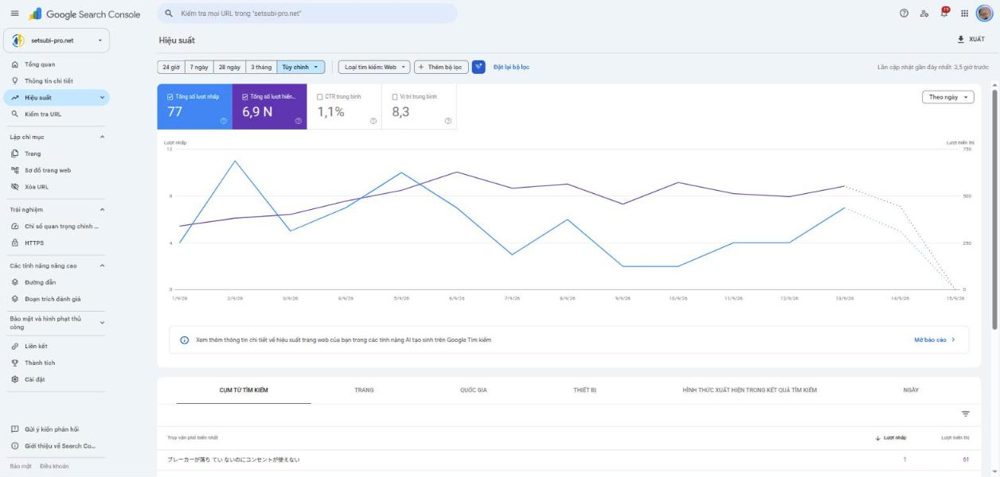 Google Search Console
Kiểm tra mọi URL trong "setsubi-pro.net"
19
setsubi-pro.net
Hiệu suất
XUẤT
24 giờ
7 ngày
28 ngày
3 tháng
Tùy chỉnh
Loại tìm kiếm: Web
Thêm bộ lọc
Đặt lại bộ lọc
Lần cập nhật gần đây nhất: 3,5 giờ trước
Tổng quan
Thông tin chi tiết
Hiệu suất
Kiểm tra URL
Lập chỉ mục
Trang
Sơ đồ trang web
Xóa URL
Trải nghiệm
Chỉ số quan trọng chính ...
HTTPS
Các tính năng nâng cao
Đường dẫn
Đoạn trích đánh giá
Bảo mật và hình phạt thủ
công
Liên kết
Thành tích
Cài đặt
Gửi ý kiến phản hồi
Giới thiệu về Search Co...
Bảo mật Điều khoản
Tổng số lượt nhấp
77
Tổng số lượt hiển...
6,9 N
CTR trung bình
1,1%
Vị trí trung bình
8,3
Theo ngày
Lượt nhấp
Lượt hiển thị
12
8
4
0
750
500
250
0
1/9/26 2/9/26 3/9/26 4/9/26 5/9/26 6/9/26 7/9/26 8/9/26 9/9/26 10/9/26 11/9/26 12/9/26 13/9/26 14/9/26 15/9/26
Xem thêm thông tin chi tiết về hiệu suất trang web của bạn trong các tính năng AI tạo sinh trên Google Tìm kiếm
Mở báo cáo
CỤM TỪ TÌM KIẾM
TRANG
QUỐC GIA
THIẾT BỊ
HÌNH THỨC XUẤT HIỆN TRONG KẾT QUẢ TÌM KIẾM
NGÀY
Truy vấn phổ biến nhất
Lượt nhấp
Lượt hiển thị
ブレーカーが落ち てい ないのにコンセントが使えない
1
61